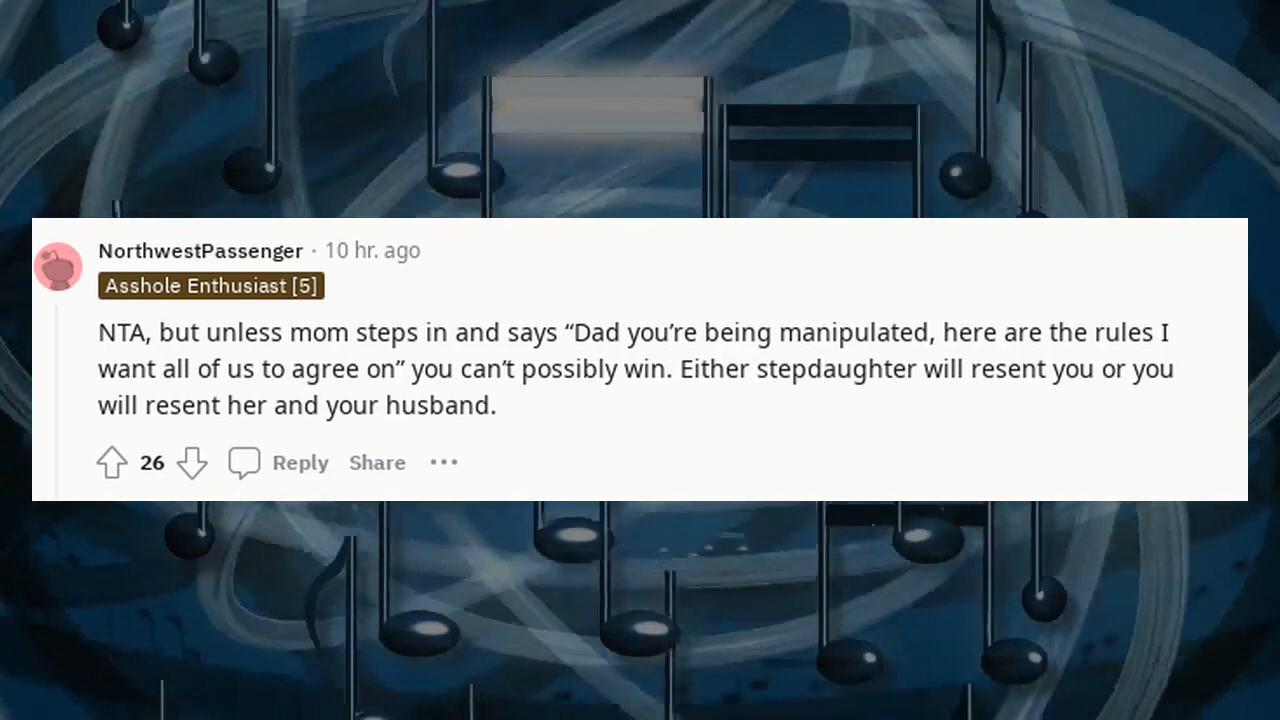 NorthwestPassenger · 10 hr. ago
Asshole Enthusiast [5]
NTA, but unless mom steps in and says “Dad you’re being manipulated, here are the rules I
want all of us to agree on” you can’t possibly win. Either stepdaughter will resent you or you
will resent her and your husband.
26 Reply Share ···